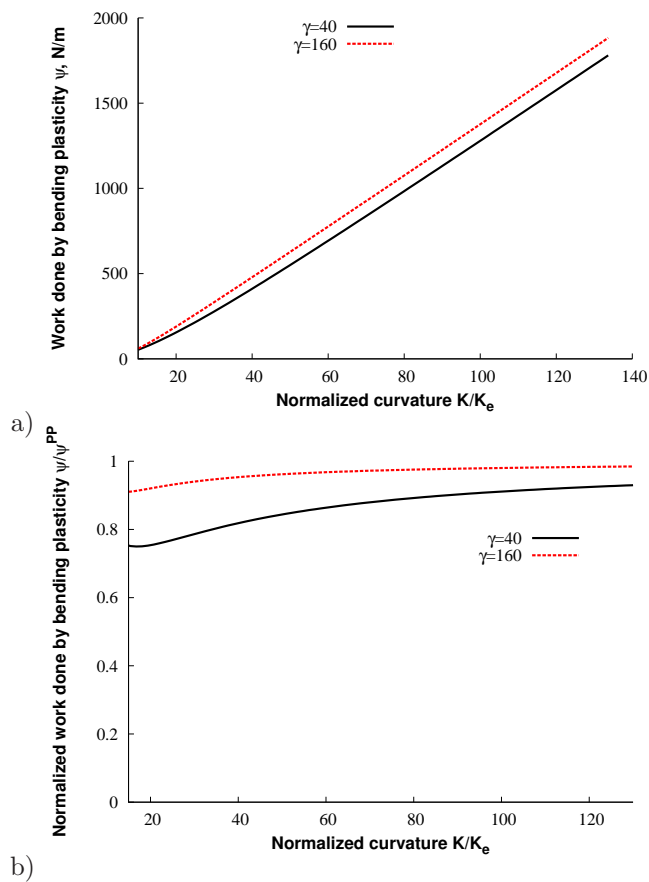 γ=40
γ=160
Work done by bending plasticity ψ, N/m
2000
1500
1000
500
0
20 40 60 80 100 120 140
Normalized curvature K/Ke
a)
Normalized work done by bending plasticity ψ/ψPP
1
0.8
0.6
0.4
0.2
0
γ=40
γ=160
20 40 60 80 100 120
Normalized curvature K/Ke
b)